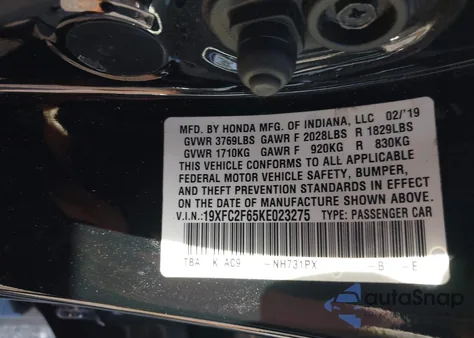 MFD. BY HONDA MFG. OF INDIANA, LLC 02/'19
GVWR 3769LBS GAWR F 2028LBS R 1829LBS
GVWR 1710KG GAWR F 920KG R 830KG
THIS VEHICLE CONFORMS TO ALL APPLICABLE
FEDERAL MOTOR VEHICLE SAFETY, BUMPER,
AND THEFT PREVENTION STANDARDS IN EFFECT
ON THE DATE OF MANUFACTURE SHOWN ABOVE.
V.I.N.: 19XFC2F65KE023275 TYPE: PASSENGER CAR
TBA K AC9 -NH731PX -B -E
autoSnap